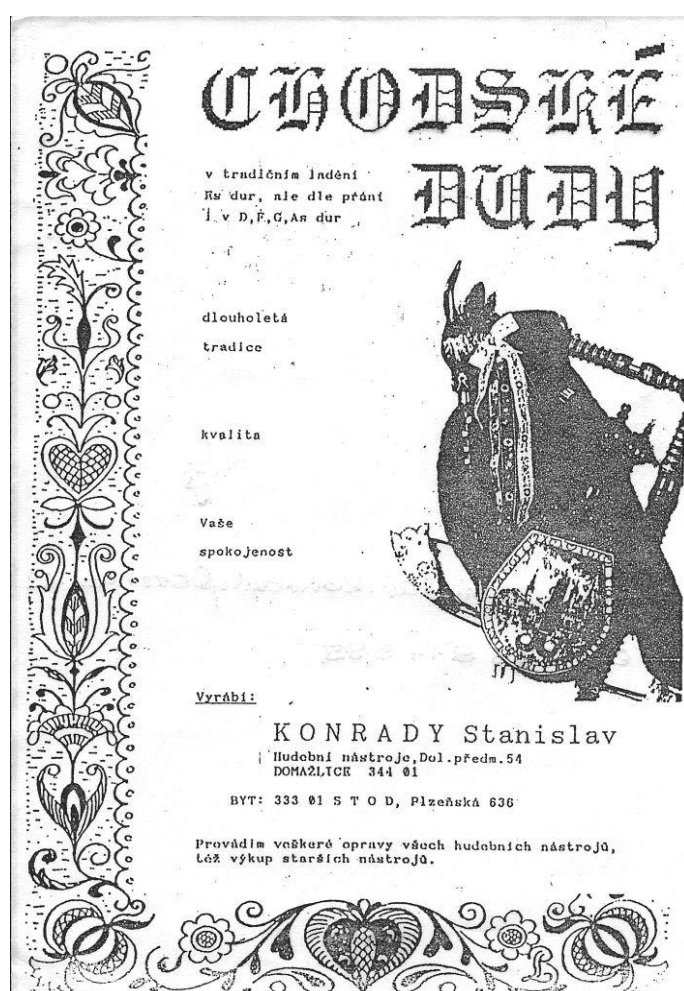 CHODSKÉ
DUDY
v tradičním ladění
Es dur, ale dle přání
i v D,F,G,As dur
dlouholetá
tradice
kvalita
Vaše
spokojenost
Vyrábí:
KONRADY Stanislav
Hudební nástroje,Dol.předm.54
DOMAŽLICE 344 01
BYT: 333 01 S T O D, Plzeňská 636
Provádím veškeré opravy všech hudebních nástrojů,
též výkup starších nástrojů.